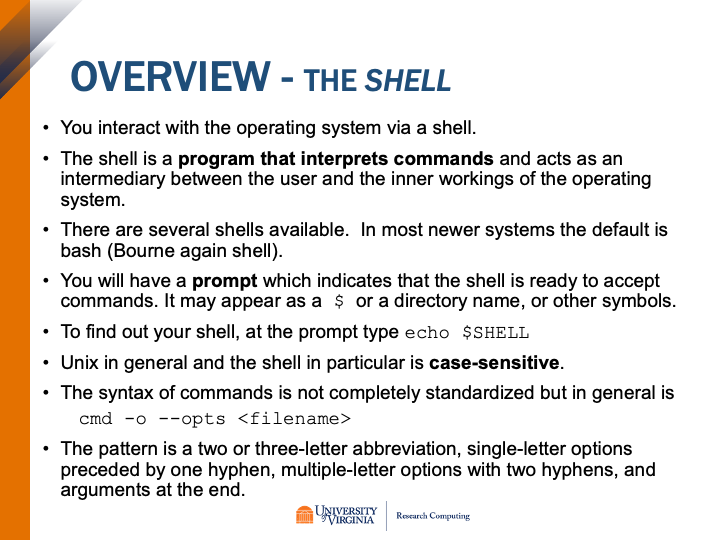 OVERVIEW - THE SHELL
• You interact with the operating system via a shell.
• The shell is a program that interprets commands and acts as an
intermediary between the user and the inner workings of the operating
system.
• There are several shells available.  In most newer systems the default is
bash (Bourne again shell).
• You will have a prompt which indicates that the shell is ready to accept
commands. It may appear as a $ or a directory name, or other symbols.
• To find out your shell, at the prompt type echo $SHELL
• Unix in general and the shell in particular is case-sensitive.
• The syntax of commands is not completely standardized but in general is
cmd -o --opts <filename>
• The pattern is a two or three-letter abbreviation, single-letter options
preceded by one hyphen, multiple-letter options with two hyphens, and
arguments at the end.
UNIVERSITY
of VIRGINIA
Research Computing